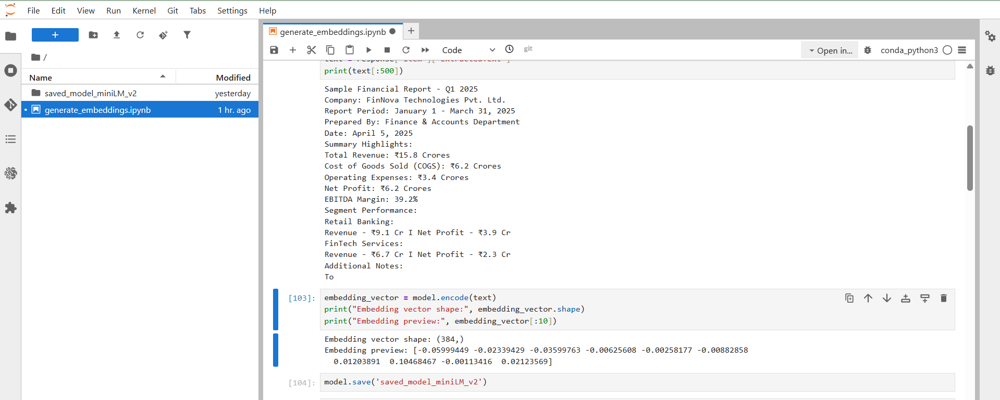 File Edit View Run Kernel Git Tabs Settings Help
+
/
Name Modified
saved_model_miniLM_v2 yesterday
• generate_embeddings.ipynb 1 hr. ago
generate_embeddings.ipynb
+
Code
git
Open in...
conda_python3
text = response['Item']['ExtractedText']
print(text[:500])
Sample Financial Report - Q1 2025
Company: FinNova Technologies Pvt. Ltd.
Report Period: January 1 - March 31, 2025
Prepared By: Finance & Accounts Department
Date: April 5, 2025
Summary Highlights:
Total Revenue: ₹15.8 Crores
Cost of Goods Sold (COGS): ₹6.2 Crores
Operating Expenses: ₹3.4 Crores
Net Profit: ₹6.2 Crores
EBITDA Margin: 39.2%
Segment Performance:
Retail Banking:
Revenue - ₹9.1 Cr I Net Profit - ₹3.9 Cr
FinTech Services:
Revenue - ₹6.7 Cr I Net Profit - ₹2.3 Cr
Additional Notes:
To
[103]: embedding_vector = model.encode(text)
print("Embedding vector shape:", embedding_vector.shape)
print("Embedding preview:", embedding_vector[:10])
Embedding vector shape: (384,)
Embedding preview: [-0.05999449 -0.02339429 -0.03599763 -0.00625608 -0.00258177 -0.00882858
0.01203891 0.10468467 -0.00113416 0.02123569]
[104]: model.save('saved_model_miniLM_v2')